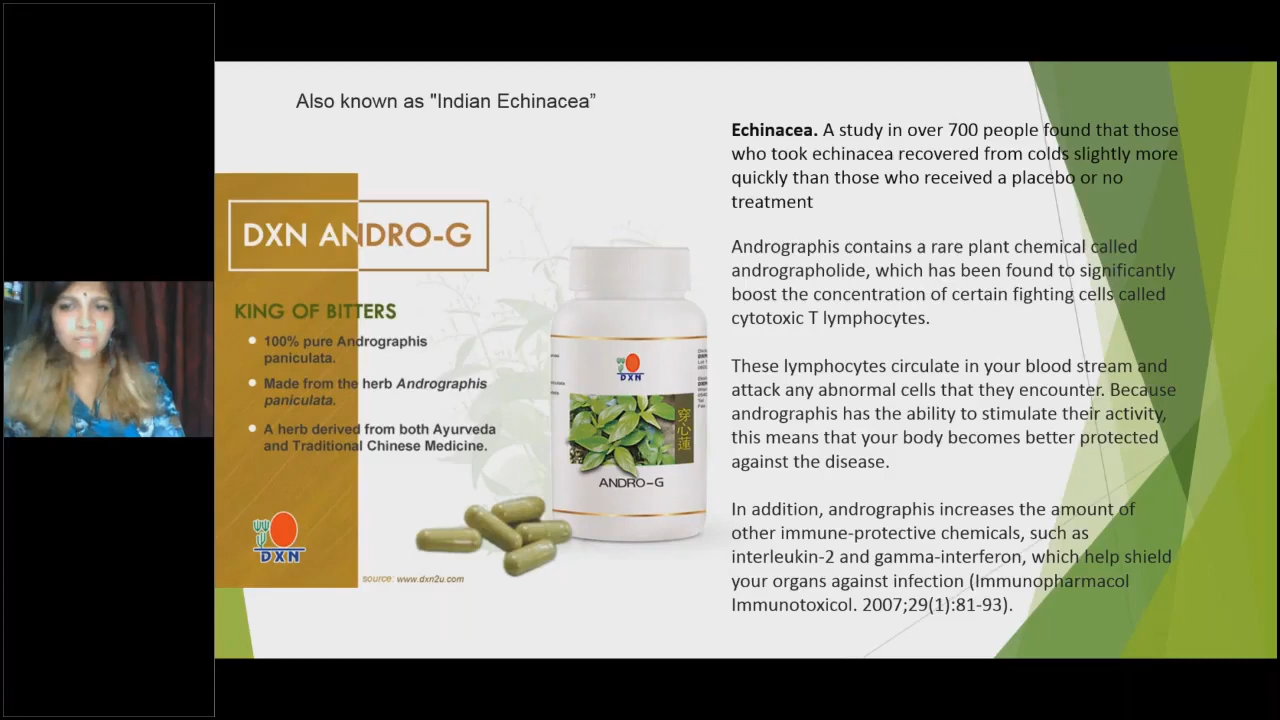 Also known as "Indian Echinacea”
DXN ANDRO-G
KING OF BITTERS
100% pure Andrographis
paniculata.
Made from the herb Andrographis
paniculata.
A herb derived from both Ayurveda
and Traditional Chinese Medicine.
DXN
source: www.dxn2u.com
DXN
穿心蓮
ANDRO-G
Echinacea. A study in over 700 people found that those
who took echinacea recovered from colds slightly more
quickly than those who received a placebo or no
treatment
Andrographis contains a rare plant chemical called
andrographolide, which has been found to significantly
boost the concentration of certain fighting cells called
cytotoxic T lymphocytes.
These lymphocytes circulate in your blood stream and
attack any abnormal cells that they encounter. Because
andrographis has the ability to stimulate their activity,
this means that your body becomes better protected
against the disease.
In addition, andrographis increases the amount of
other immune-protective chemicals, such as
interleukin-2 and gamma-interferon, which help shield
your organs against infection (Immunopharmacol
Immunotoxicol. 2007;29(1):81-93).